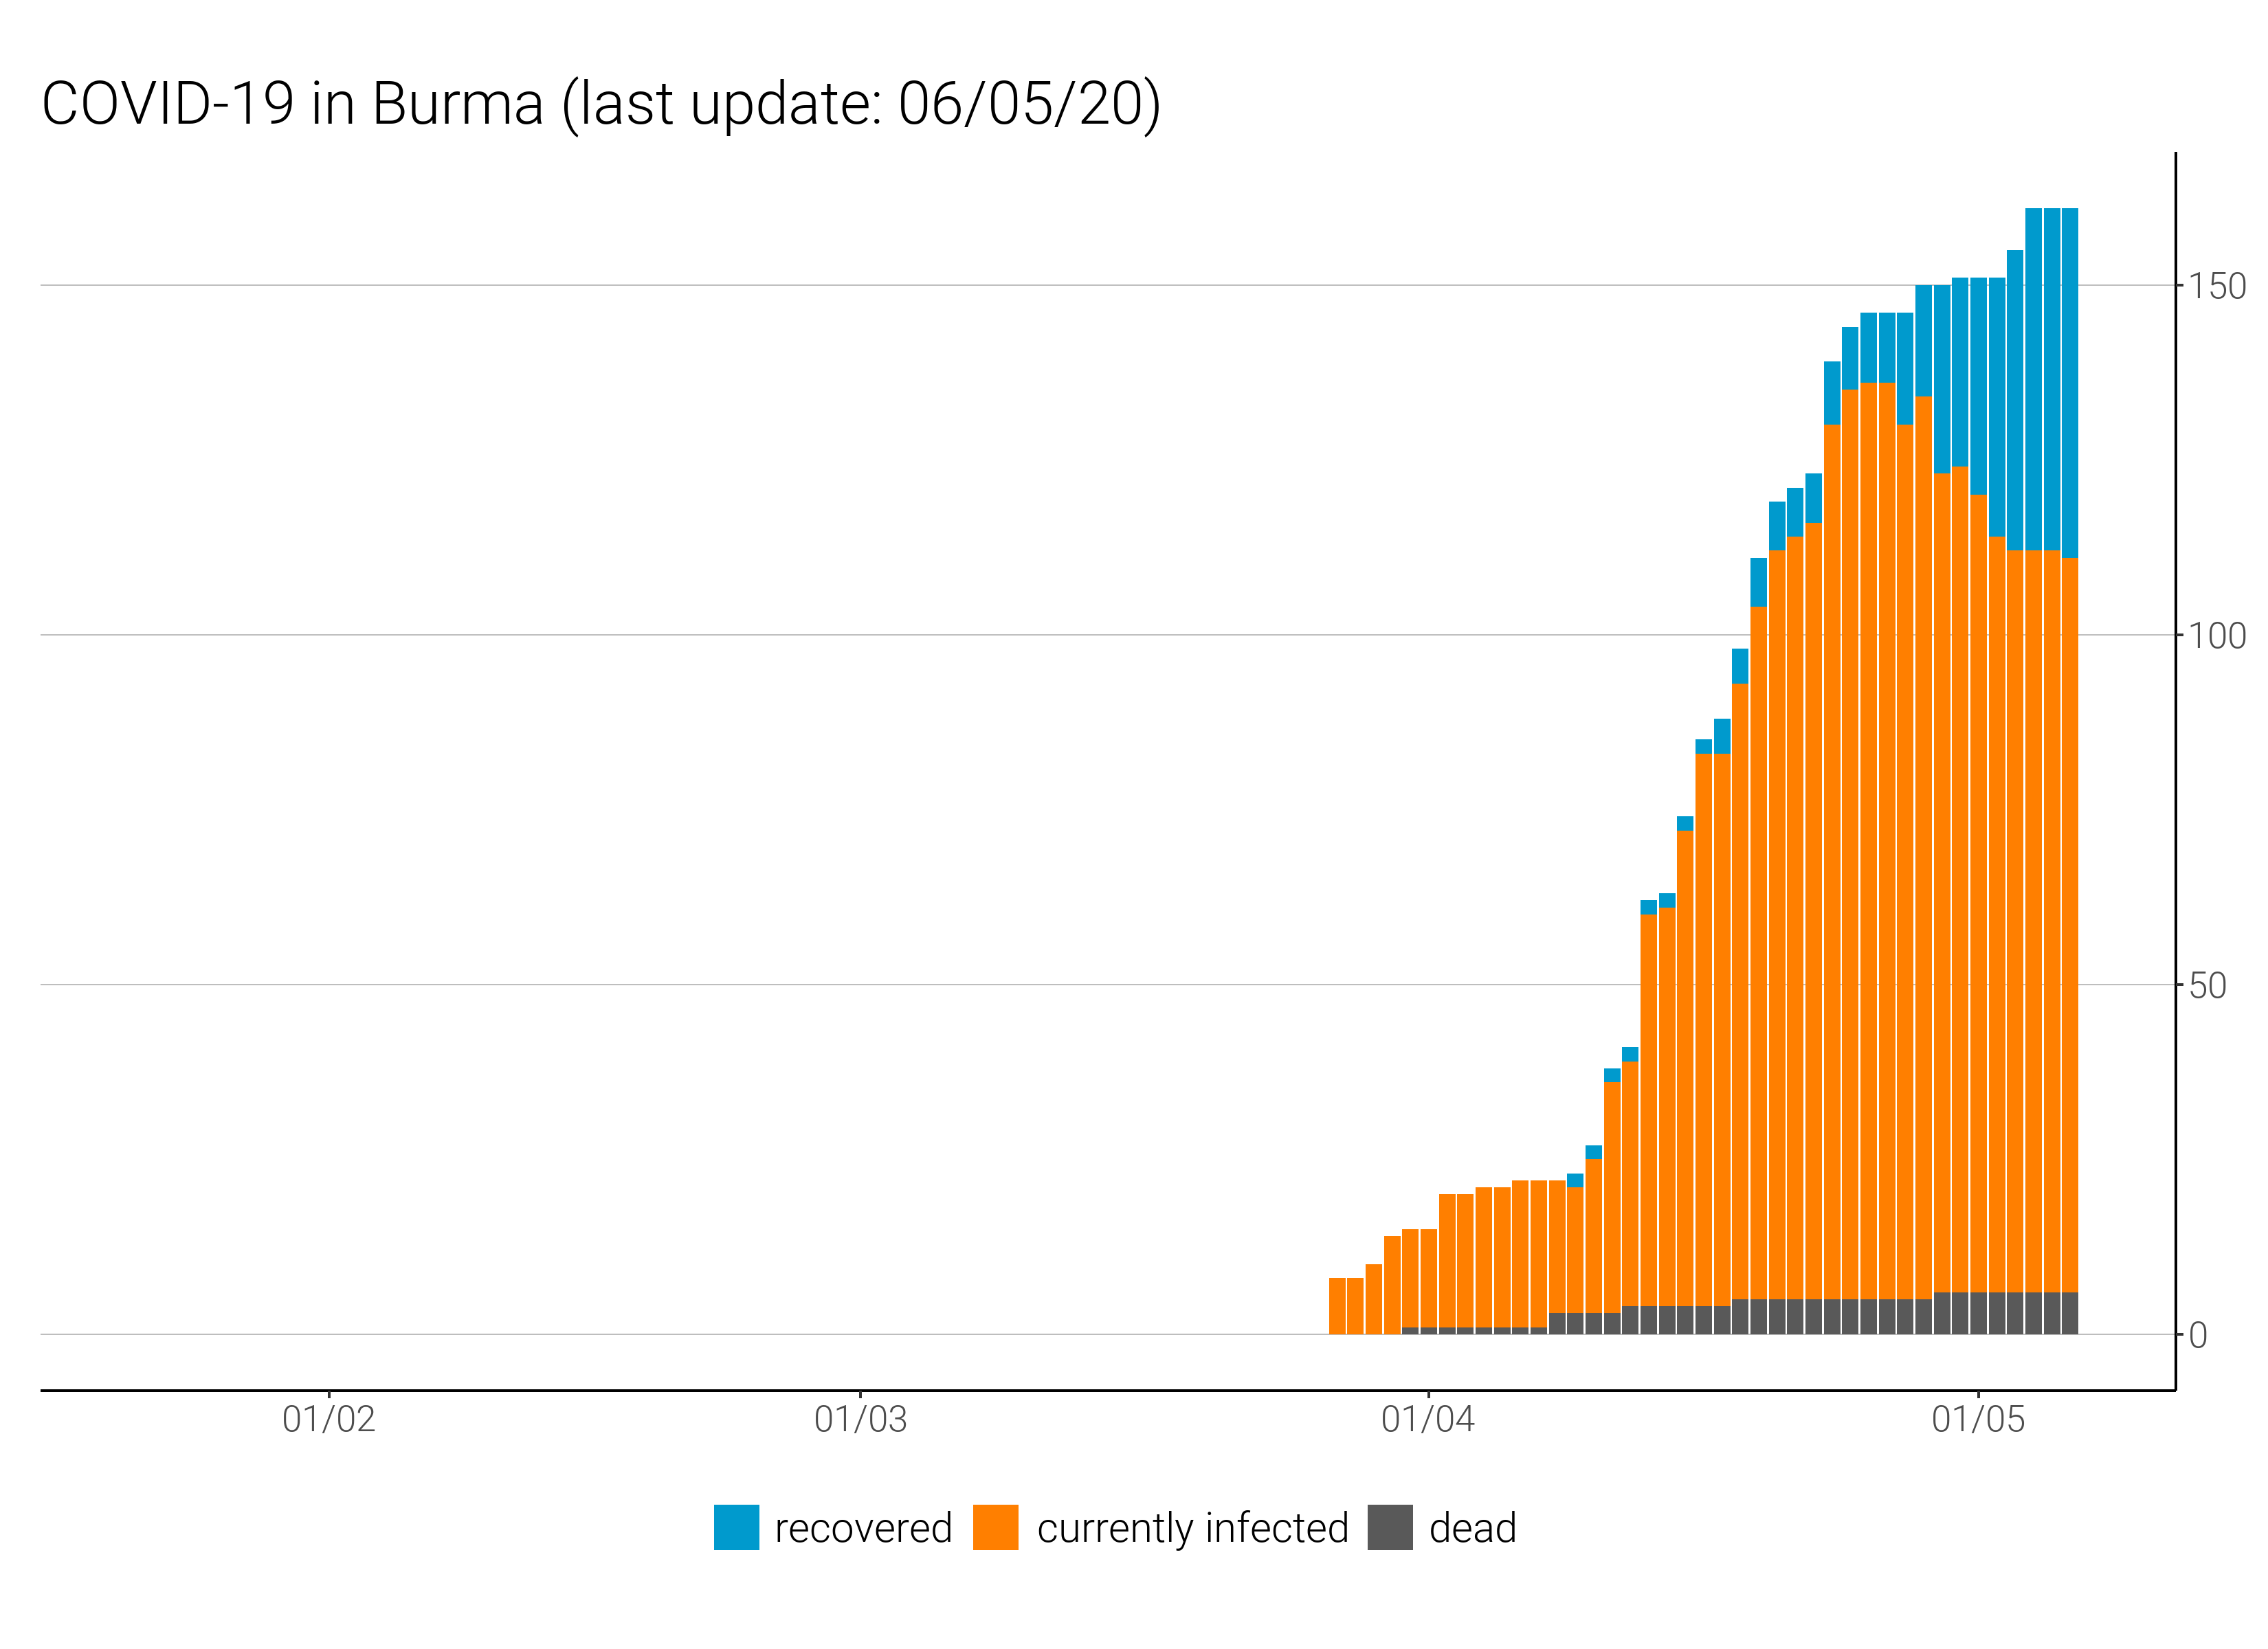 COVID-19 in Burma (last update: 06/05/20)
150
100
50
0
01/02 01/03 01/04 01/05
recovered currently infected dead